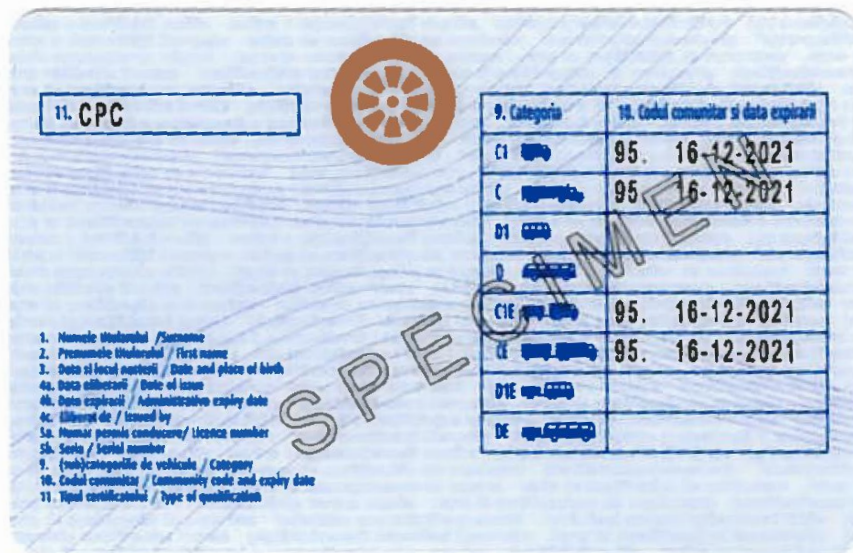 11. CPC
9. Categoria 10. Codul comunitar si data expirarii
C1 95. 16-12-2021
C 95. 16-12-2021
D1
D
C1E 95. 16-12-2021
CE 95. 16-12-2021
D1E
DE
SPECIMEN
1. Numele titularului /Surname
2. Prenumele titularului / First name
3. Data si locul nasterii / Date and place of birth
4a. Data eliberarii / Date of issue
4b. Data expirarii / Administrative expiry date
4c. Eliberat de / Issued by
5a. Numar permis conducere/ Licence number
5b. Serie / Serial number
9. (sub)categoriile de vehicule / Category
10. Codul comunitar / Community code and expiry date
11. Tipul certificatului / Type of qualification